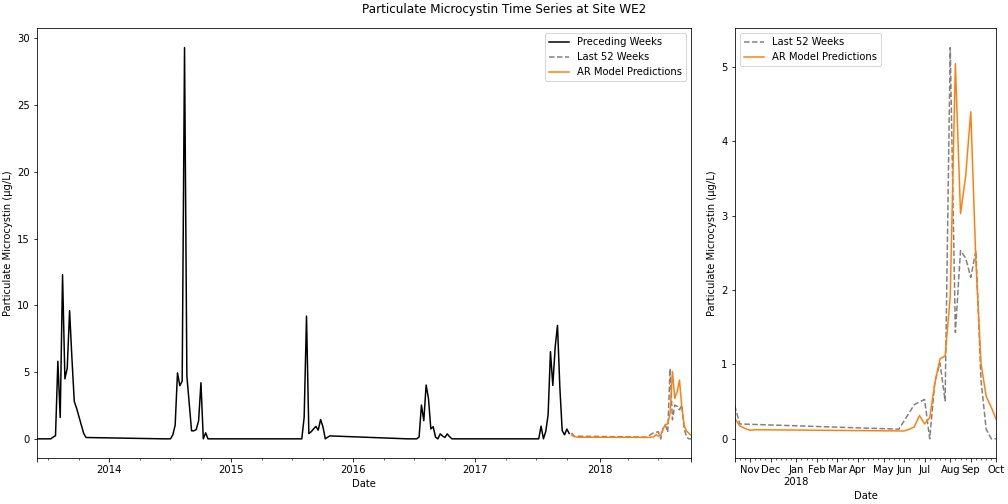 Particulate Microcystin Time Series at Site WE2
Particulate Microcystin (μg/L)
30
25
20
15
10
5
0
Preceding Weeks
Last 52 Weeks
AR Model Predictions
2014 2015 2016 2017 2018
Date
Particulate Microcystin (μg/L)
5
4
3
2
1
0
Last 52 Weeks
AR Model Predictions
Nov Dec Jan Feb Mar Apr May Jun Jul Aug Sep Oct
2018
Date